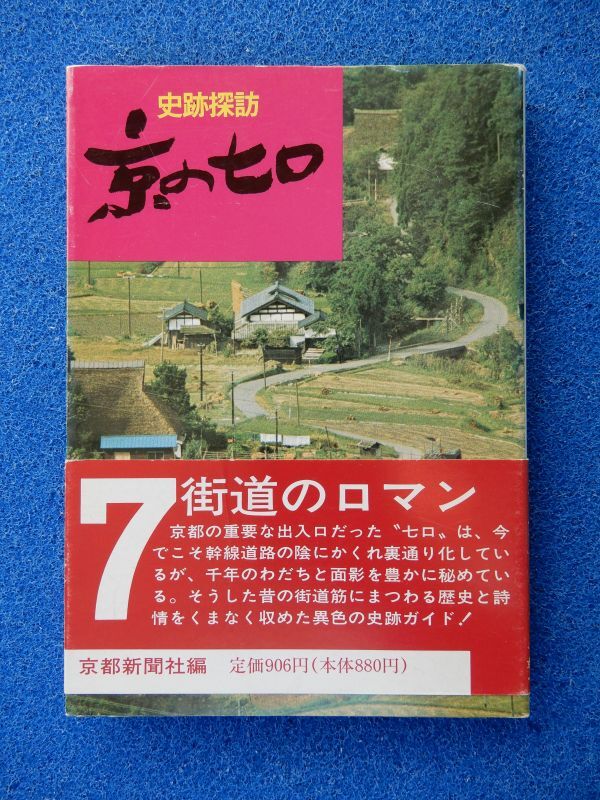 史跡探訪
京の七口
7街道のロマン
京都の重要な出入口だった〝七口〟は、今
でこそ幹線道路の陰にかくれ裏通り化してい
るが、千年のわだちと面影を豊かに秘めてい
る。そうした昔の街道筋にまつわる歴史と詩
情をくまなく収めた異色の史跡ガイド！
京都新聞社編 定価906円(本体880円)